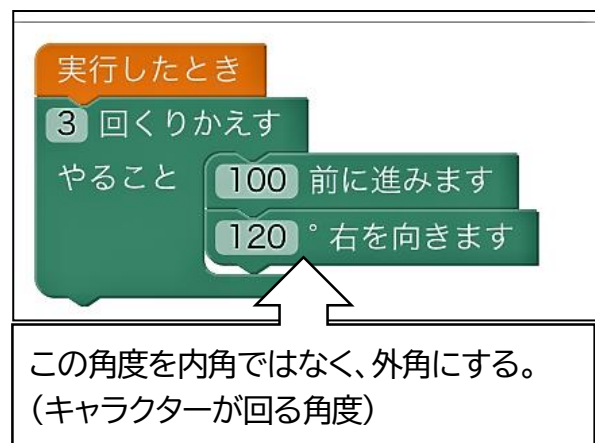 実行したとき
3 回くりかえす
やること 100 前に進みます
120 °右を向きます
この角度を内角ではなく、外角にする。
(キャラクターが回る角度)